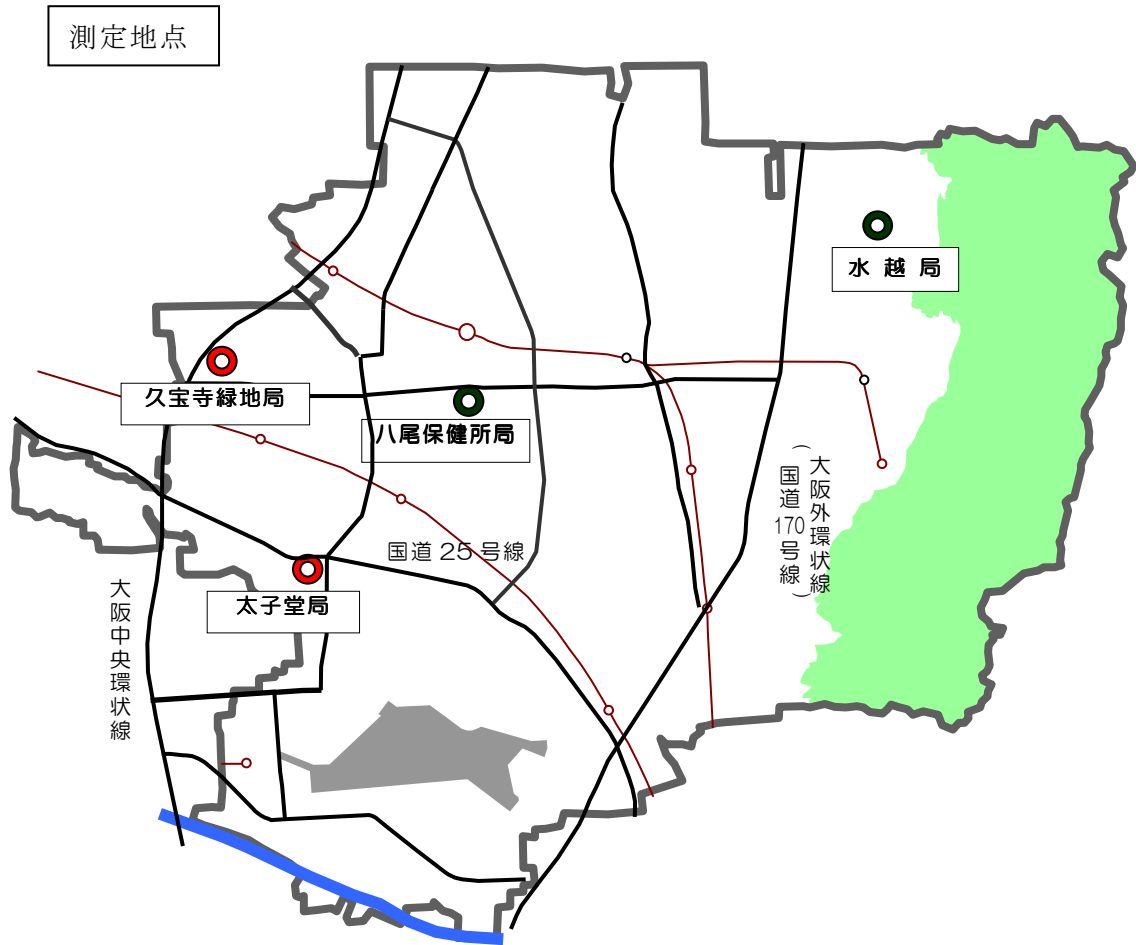 測定地点
水越局
久宝寺緑地局
八尾保健所局
大阪外環状線
（国道170号線）
国道25号線
太子堂局
大阪中央環状線